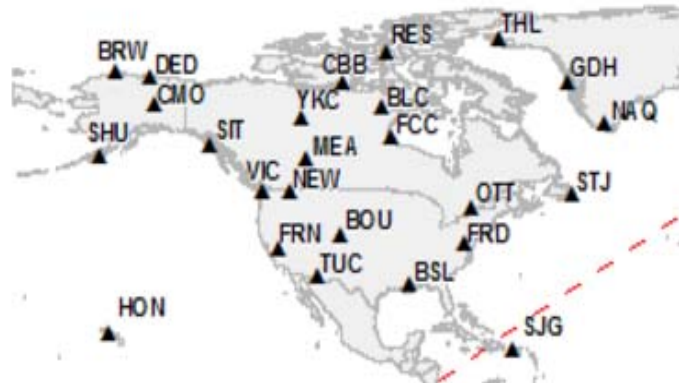 THL
RES
BRW
DED
CBB
GDH
CMO
YKC
BLC
NAQ
FCC
SHU
SIT
MEA
VIC
NEW
OTT
STJ
BOU
FRN
FRD
TUC
BSL
HON
SJG